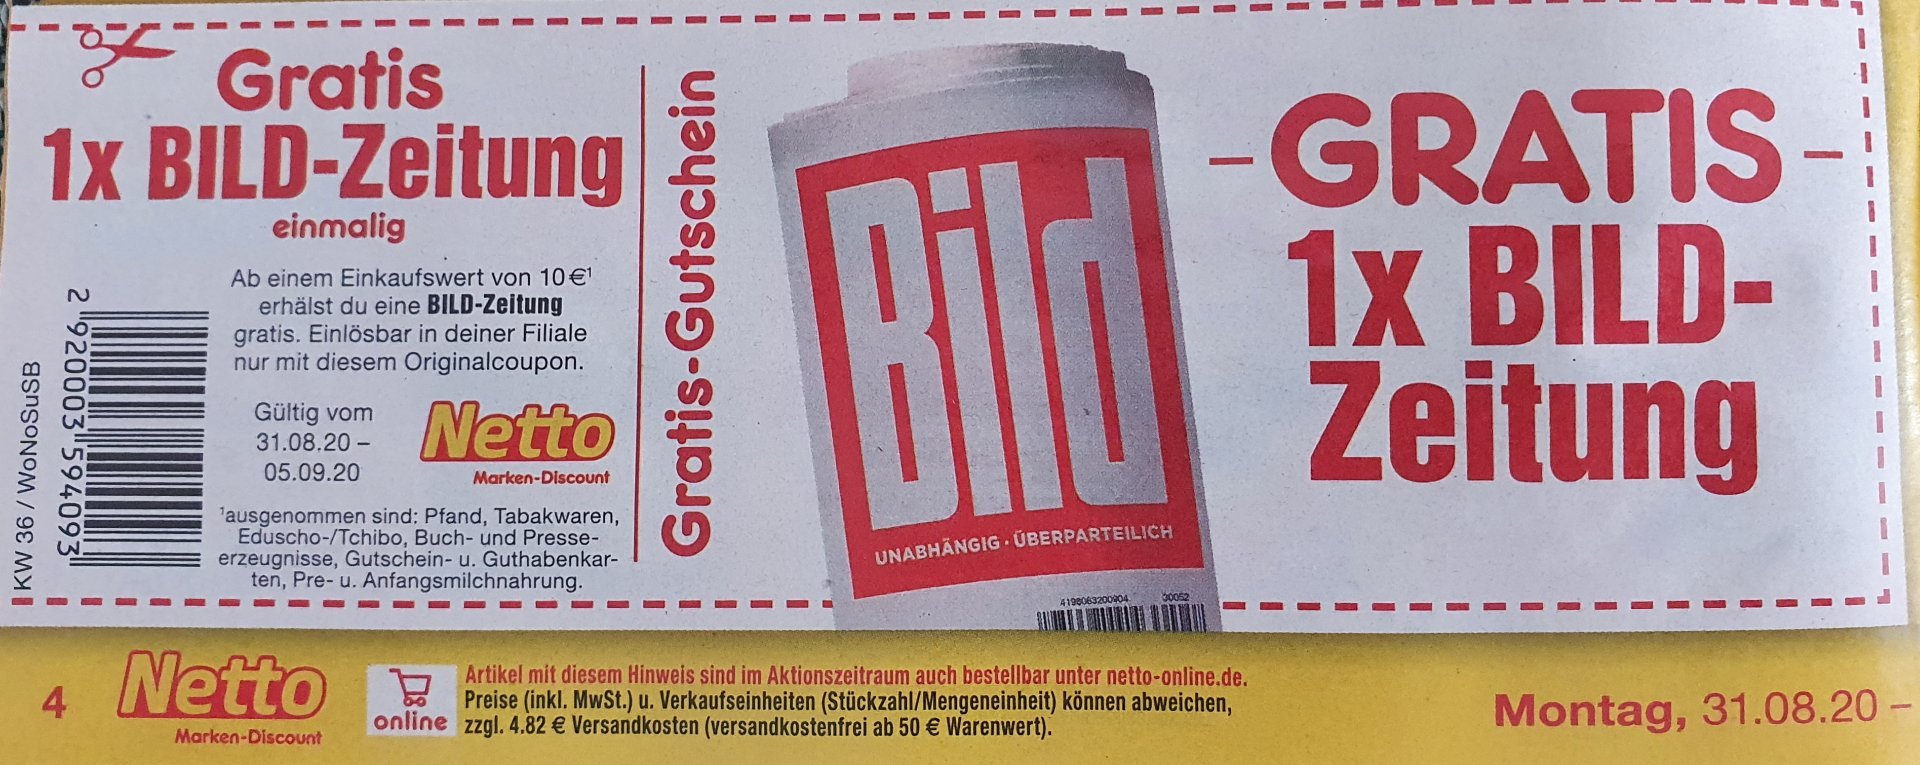 Gratis
1x BILD-Zeitung
einmalig
Ab einem Einkaufswert von 10 €¹
erhälst du eine BILD-Zeitung
gratis. Einlösbar in deiner Filiale
nur mit diesem Originalcoupon.
Gültig vom
31.08.20 –
05.09.20
Netto
Marken-Discount
¹ausgenommen sind: Pfand, Tabakwaren,
Eduscho-/Tchibo, Buch- und Presse-
erzeugnisse, Gutschein- u. Guthabenkar-
ten, Pre- u. Anfangsmilchnahrung.
KW 36 / WoNoSuSB
2 920003 594093
Gratis-Gutschein
Bild
UNABHÄNGIG · ÜBERPARTEILICH
4198063200904 30052
– GRATIS –
1x BILD-
Zeitung
4
Netto
Marken-Discount
online
Artikel mit diesem Hinweis sind im Aktionszeitraum auch bestellbar unter netto-online.de.
Preise (inkl. MwSt.) u. Verkaufseinheiten (Stückzahl/Mengeneinheit) können abweichen,
zzgl. 4.82 € Versandkosten (versandkostenfrei ab 50 € Warenwert).
Montag, 31.08.20 –